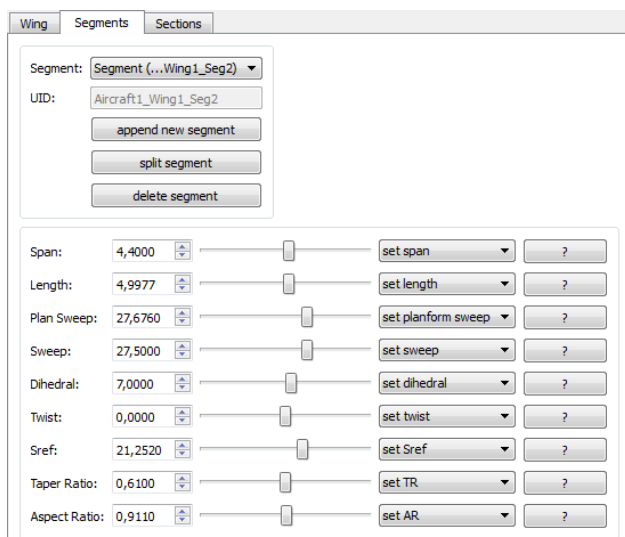 Wing Segments Sections
Segment: Segment (...Wing1_Seg2)
UID: Aircraft1_Wing1_Seg2
append new segment
split segment
delete segment
Span: 4,4000 set span ?
Length: 4,9977 set length ?
Plan Sweep: 27,6760 set planform sweep ?
Sweep: 27,5000 set sweep ?
Dihedral: 7,0000 set dihedral ?
Twist: 0,0000 set twist ?
Sref: 21,2520 set Sref ?
Taper Ratio: 0,6100 set TR ?
Aspect Ratio: 0,9110 set AR ?